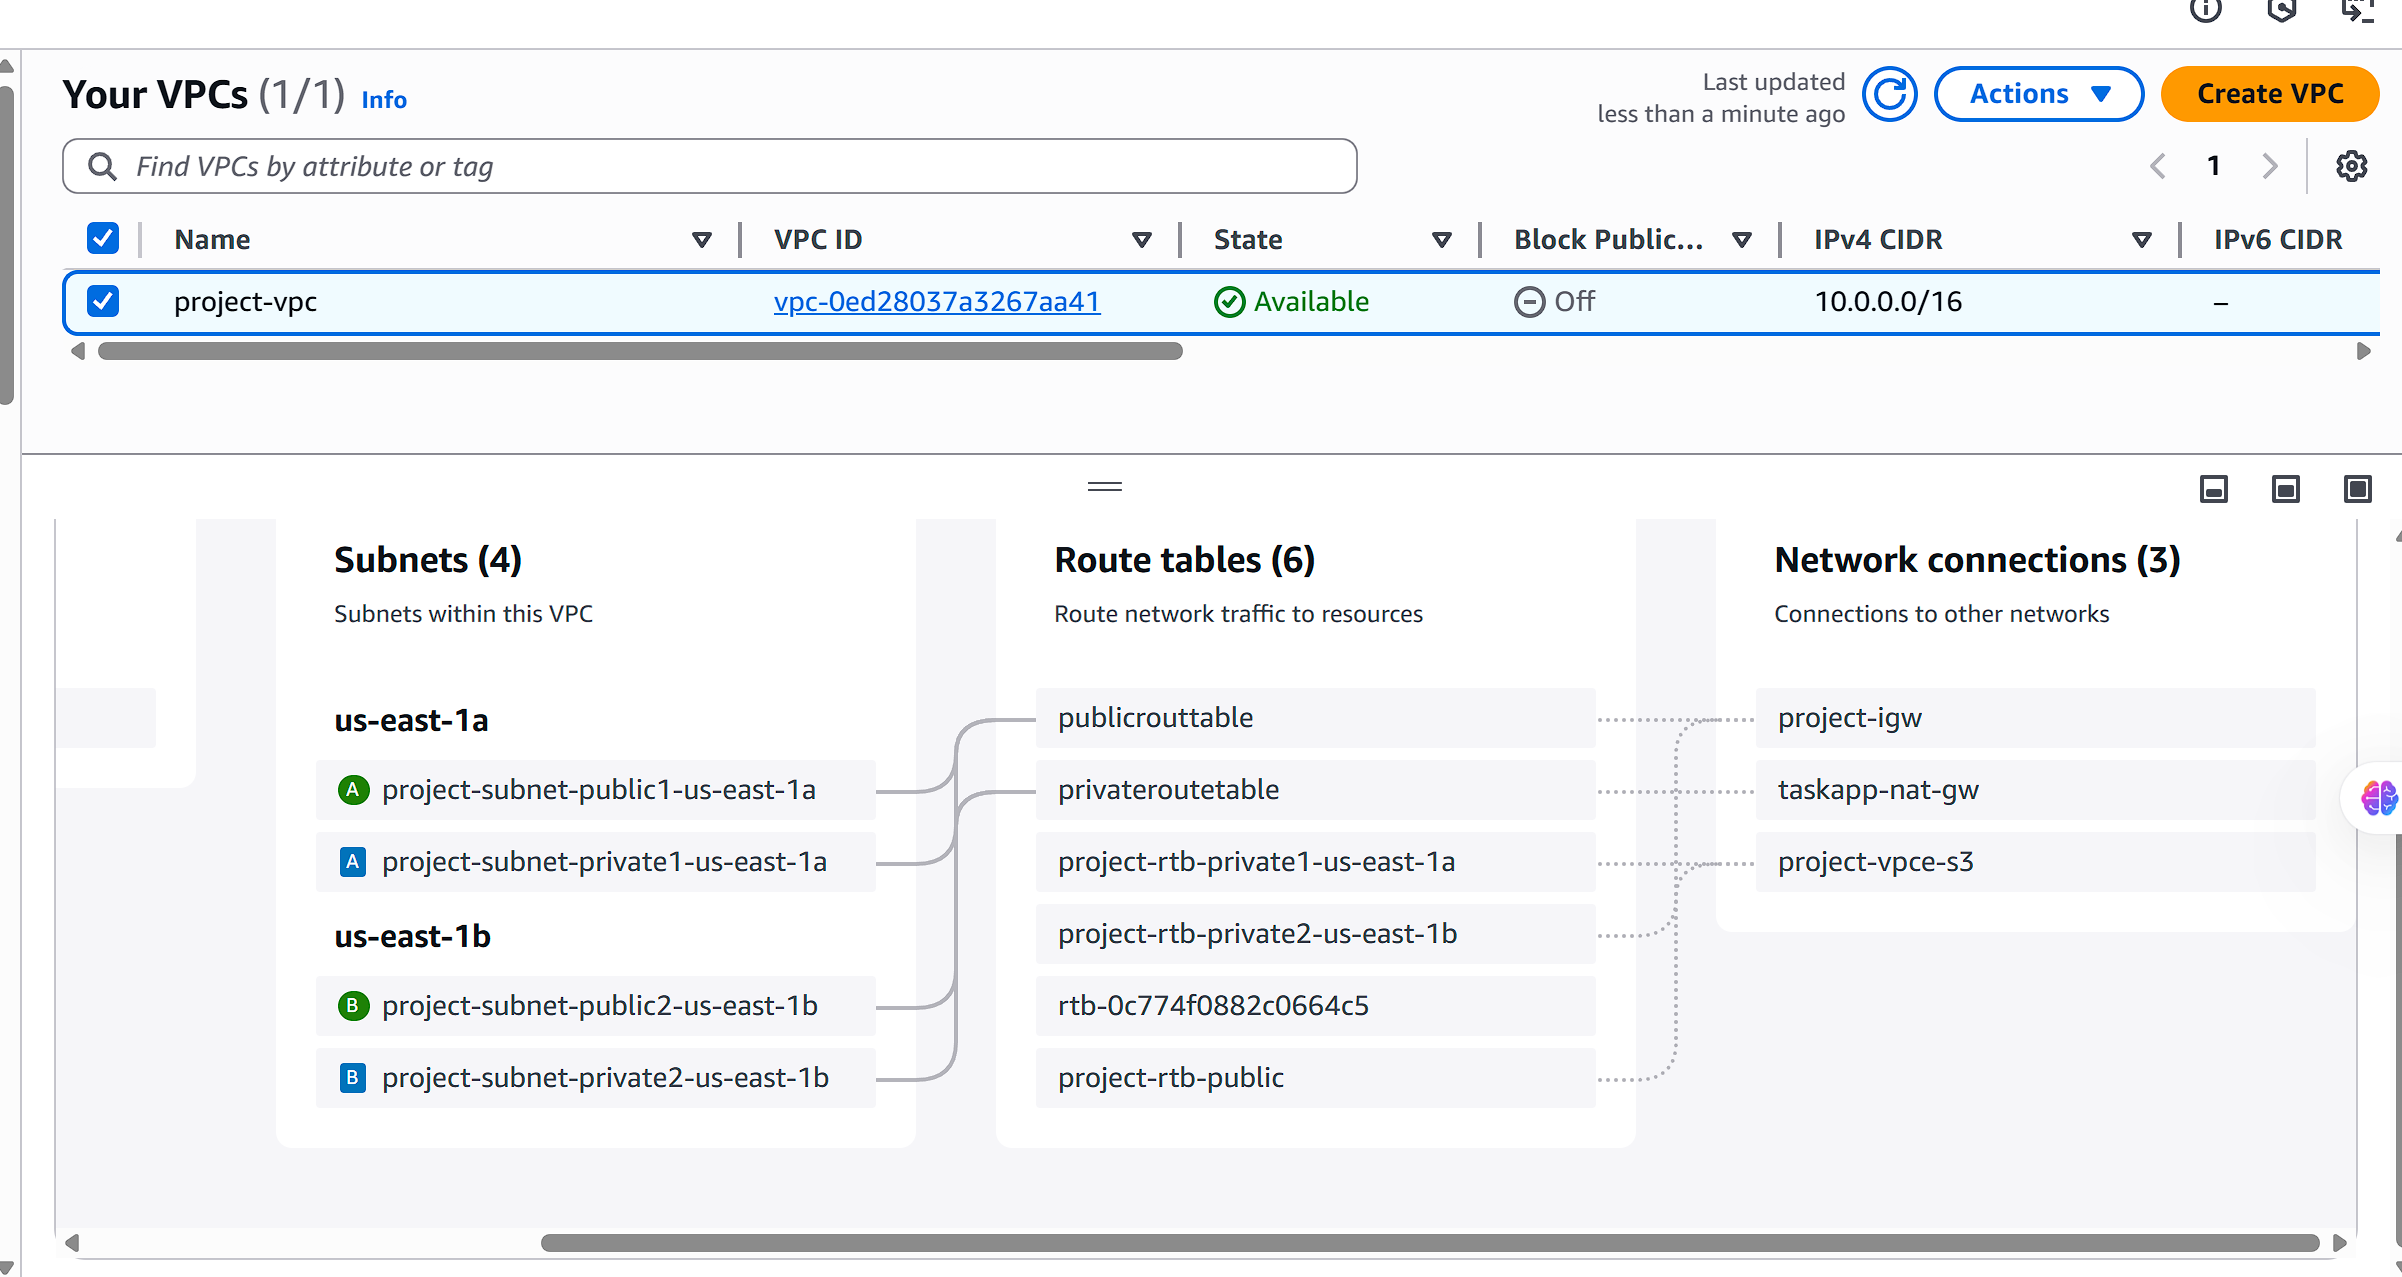 Your VPCs (1/1) Info
Last updated
less than a minute ago
Actions
Create VPC
Find VPCs by attribute or tag
1
Name VPC ID State Block Public... IPv4 CIDR IPv6 CIDR
project-vpc vpc-0ed28037a3267aa41 Available Off 10.0.0.0/16 –
Subnets (4)
Subnets within this VPC
us-east-1a
A project-subnet-public1-us-east-1a
A project-subnet-private1-us-east-1a
us-east-1b
B project-subnet-public2-us-east-1b
B project-subnet-private2-us-east-1b
Route tables (6)
Route network traffic to resources
publicrouttable
privateroutetable
project-rtb-private1-us-east-1a
project-rtb-private2-us-east-1b
rtb-0c774f0882c0664c5
project-rtb-public
Network connections (3)
Connections to other networks
project-igw
taskapp-nat-gw
project-vpce-s3